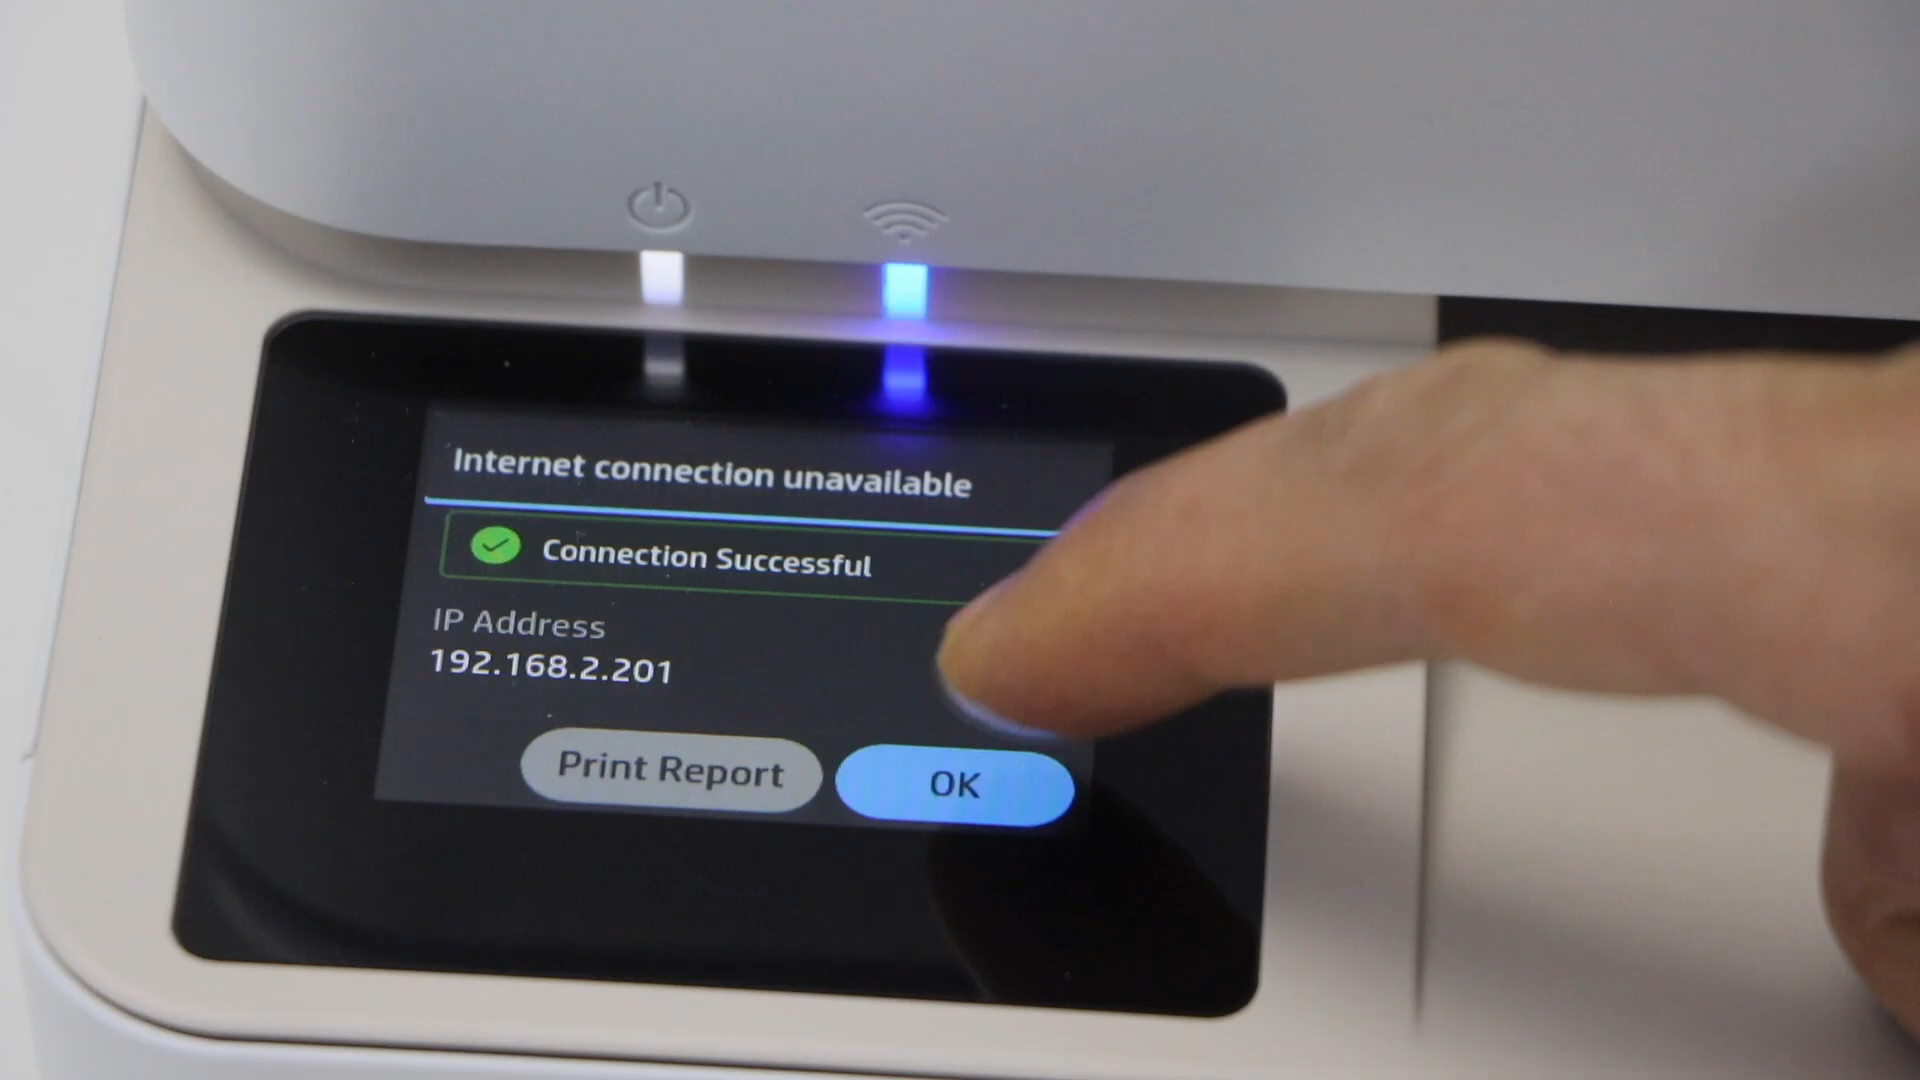 Internet connection unavailable
Connection Successful
IP Address
192.168.2.201
Print Report
OK